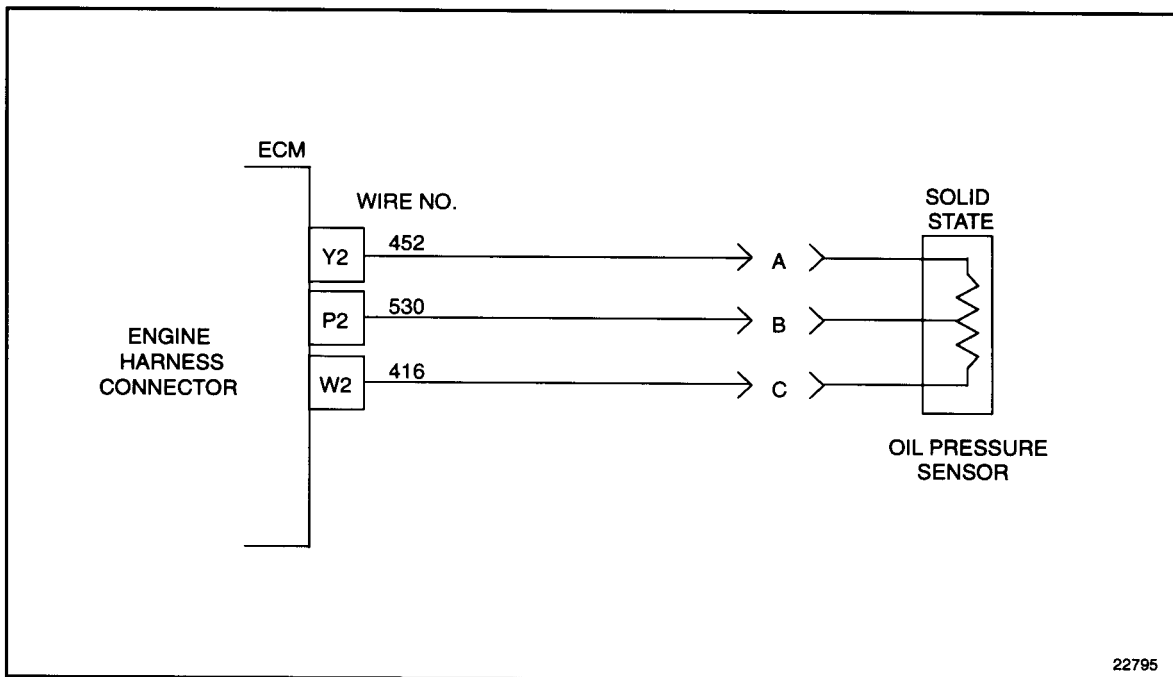 ECM
WIRE NO.
SOLID
STATE
Y2 452 A
P2 530 B
W2 416 C
ENGINE
HARNESS
CONNECTOR
OIL PRESSURE
SENSOR
22795